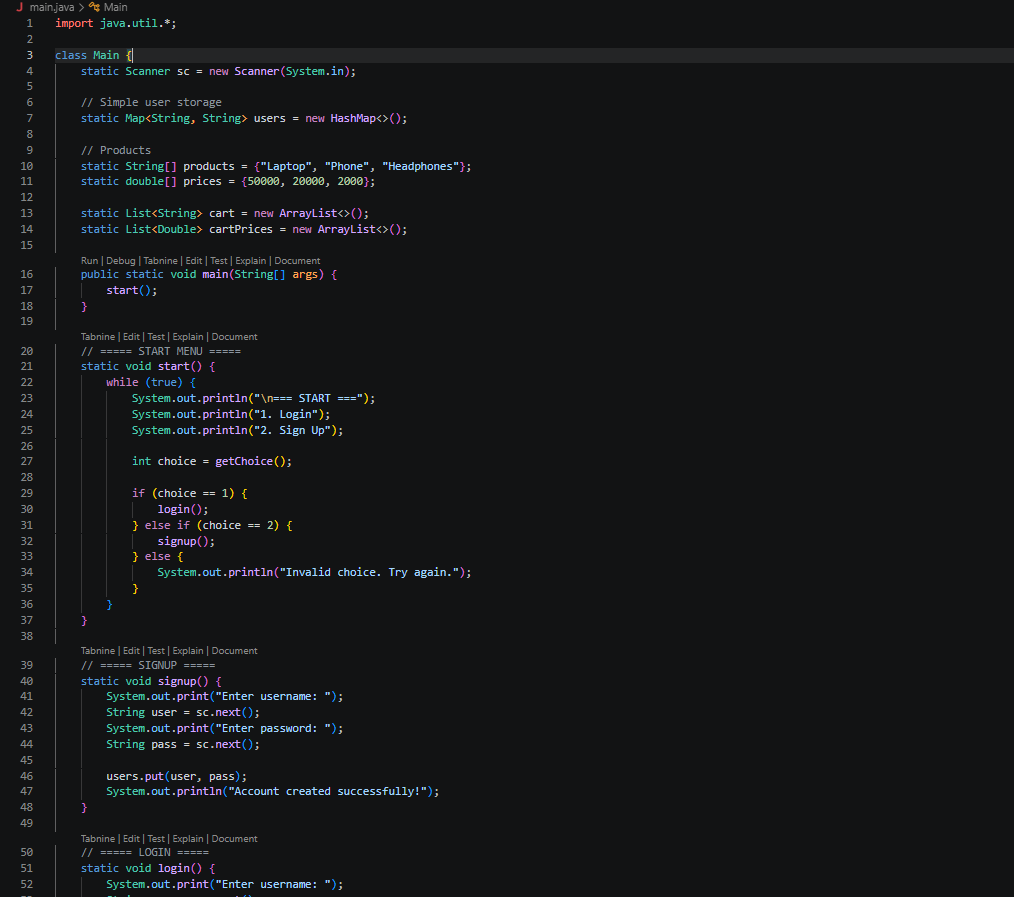 main.java > Main
1 import java.util.*;
2
3 class Main {
4 static Scanner sc = new Scanner(System.in);
5
6 // Simple user storage
7 static Map<String, String> users = new HashMap<>();
8
9 // Products
10 static String[] products = {"Laptop", "Phone", "Headphones"};
11 static double[] prices = {50000, 20000, 2000};
12
13 static List<String> cart = new ArrayList<>();
14 static List<Double> cartPrices = new ArrayList<>();
15
Run | Debug | Tabnine | Edit | Test | Explain | Document
16 public static void main(String[] args) {
17 start();
18 }
19
Tabnine | Edit | Test | Explain | Document
20 // ===== START MENU =====
21 static void start() {
22 while (true) {
23 System.out.println("\n=== START ===");
24 System.out.println("1. Login");
25 System.out.println("2. Sign Up");
26
27 int choice = getChoice();
28
29 if (choice == 1) {
30 login();
31 } else if (choice == 2) {
32 signup();
33 } else {
34 System.out.println("Invalid choice. Try again.");
35 }
36 }
37 }
38
Tabnine | Edit | Test | Explain | Document
39 // ===== SIGNUP =====
40 static void signup() {
41 System.out.print("Enter username: ");
42 String user = sc.next();
43 System.out.print("Enter password: ");
44 String pass = sc.next();
45
46 users.put(user, pass);
47 System.out.println("Account created successfully!");
48 }
49
Tabnine | Edit | Test | Explain | Document
50 // ===== LOGIN =====
51 static void login() {
52 System.out.print("Enter username: ");